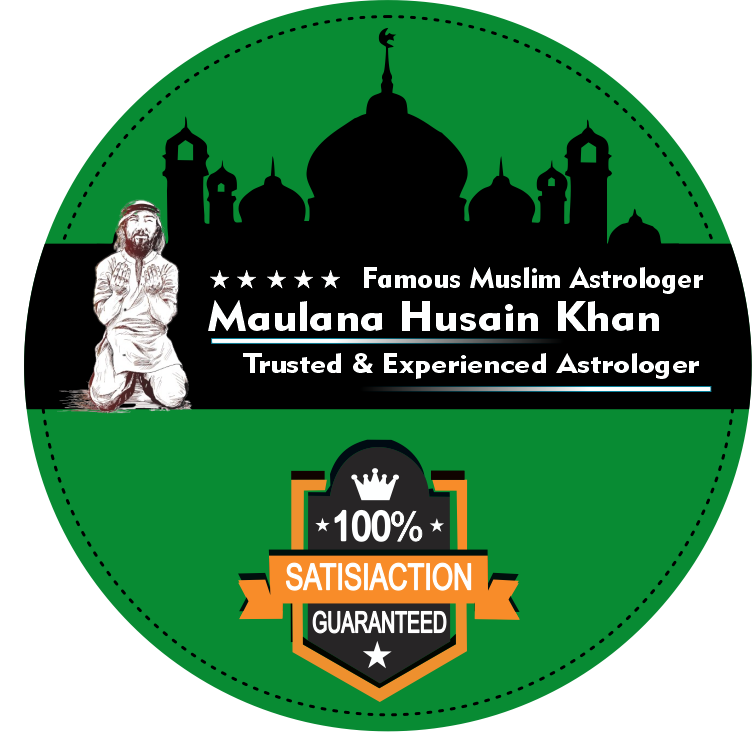 ★★★★★ Famous Muslim Astrologer
Maulana Husain Khan
Trusted & Experienced Astrologer
100%
SATISIACTION
GUARANTEED